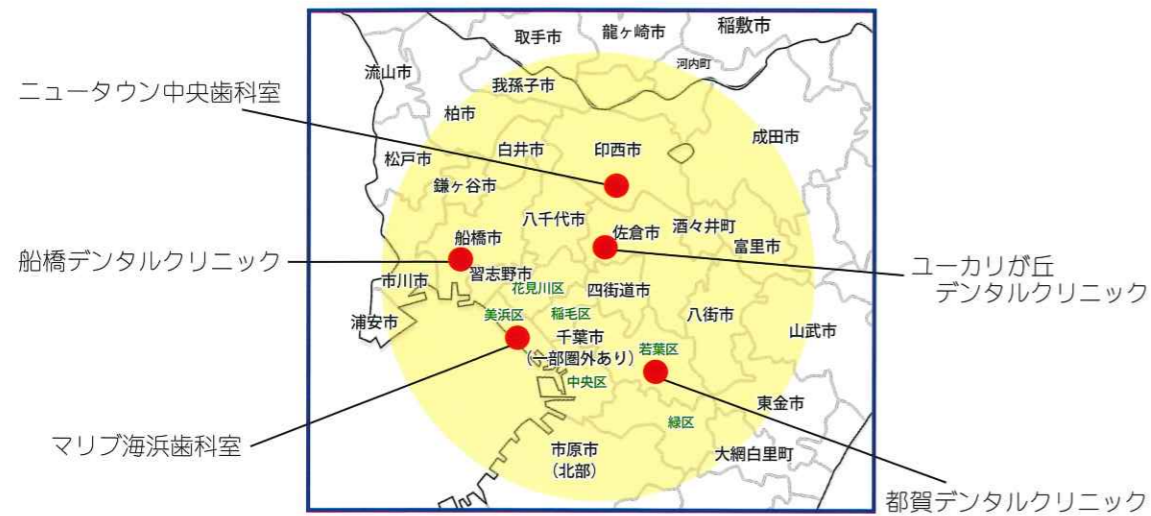 取手市
龍ヶ崎市
稲敷市
河内町
流山市
我孫子市
ニュータウン中央歯科室
柏市
成田市
松戸市
白井市
印西市
鎌ヶ谷市
八千代市
佐倉市
酒々井町
富里市
船橋市
船橋デンタルクリニック
習志野市
市川市
花見川区
四街道市
ユーカリが丘
デンタルクリニック
浦安市
美浜区
稲毛区
八街市
山武市
千葉市
(一部圏外あり)
若葉区
中央区
東金市
緑区
マリブ海浜歯科室
市原市
(北部)
大網白里町
都賀デンタルクリニック